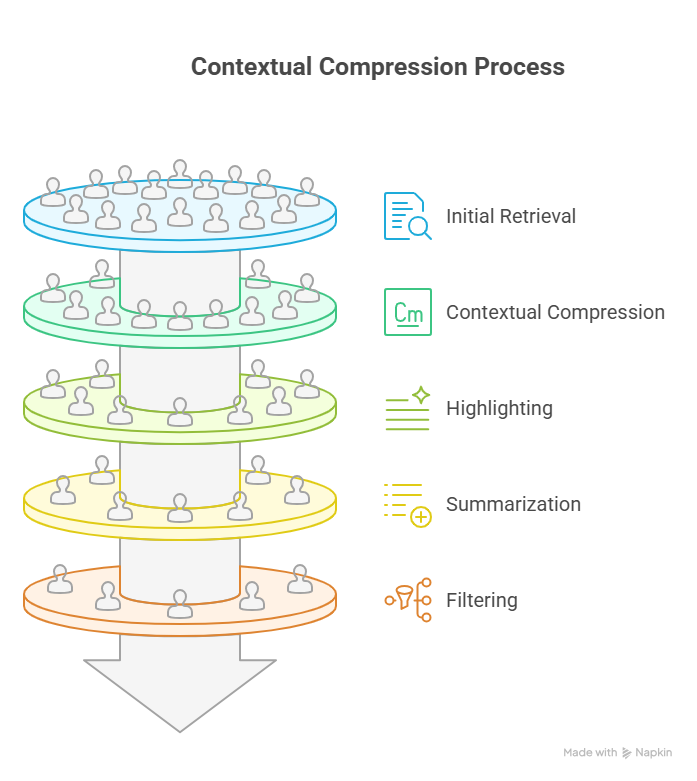 Contextual Compression Process
Initial Retrieval
Cm
Contextual Compression
Highlighting
Summarization
Filtering
Made with Napkin